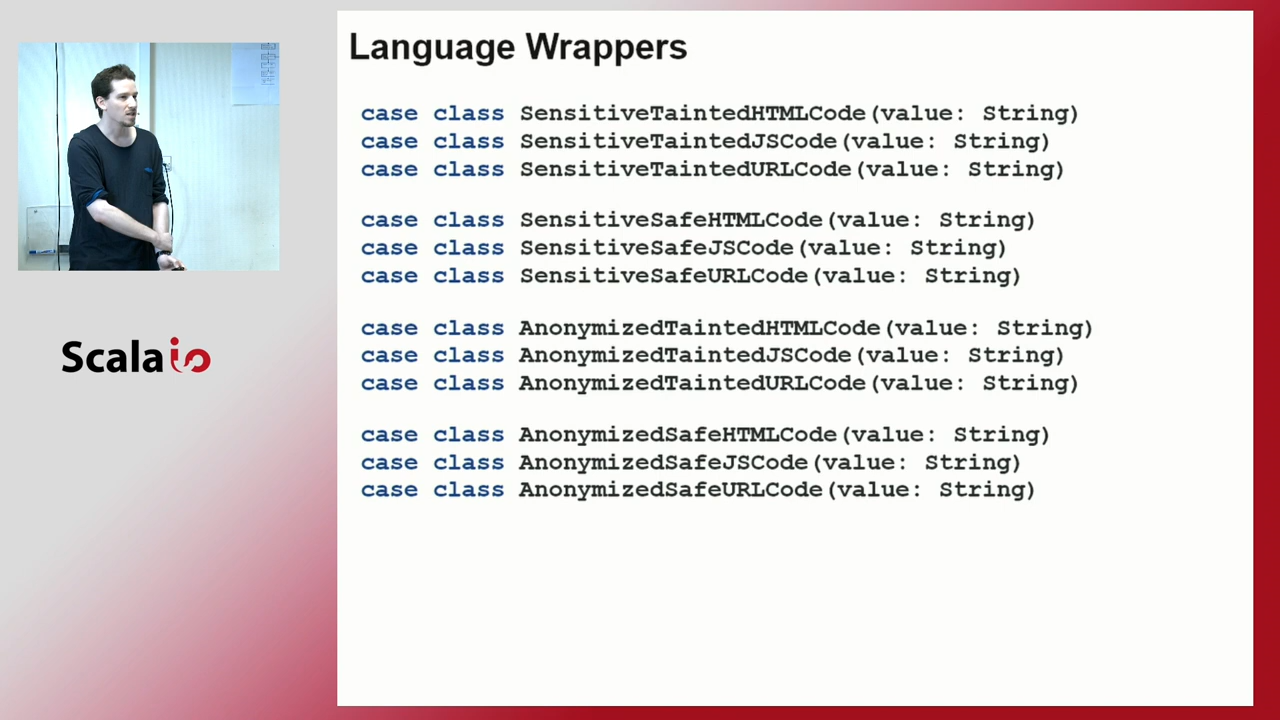 Language Wrappers
case class SensitiveTaintedHTMLCode(value: String)
case class SensitiveTaintedJSCode(value: String)
case class SensitiveTaintedURLCode(value: String)
case class SensitiveSafeHTMLCode(value: String)
case class SensitiveSafeJSCode(value: String)
case class SensitiveSafeURLCode(value: String)
case class AnonymizedTaintedHTMLCode(value: String)
case class AnonymizedTaintedJSCode(value: String)
case class AnonymizedTaintedURLCode(value: String)
case class AnonymizedSafeHTMLCode(value: String)
case class AnonymizedSafeJSCode(value: String)
case class AnonymizedSafeURLCode(value: String)
Scala io